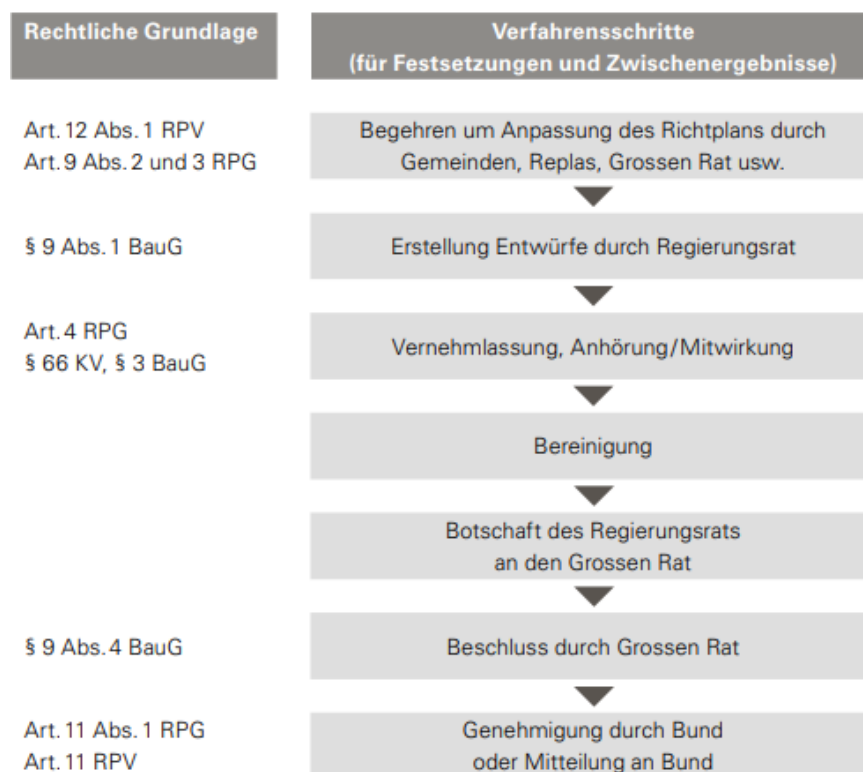 Rechtliche Grundlage
Verfahrensschritte
(für Festsetzungen und Zwischenergebnisse)
Art. 12 Abs. 1 RPV
Art. 9 Abs. 2 und 3 RPG
Begehren um Anpassung des Richtplans durch
Gemeinden, Replas, Grossen Rat usw.
§ 9 Abs. 1 BauG
Erstellung Entwürfe durch Regierungsrat
Art. 4 RPG
§ 66 KV, § 3 BauG
Vernehmlassung, Anhörung/Mitwirkung
Bereinigung
Botschaft des Regierungsrats
an den Grossen Rat
§ 9 Abs. 4 BauG
Beschluss durch Grossen Rat
Art. 11 Abs. 1 RPG
Art. 11 RPV
Genehmigung durch Bund
oder Mitteilung an Bund